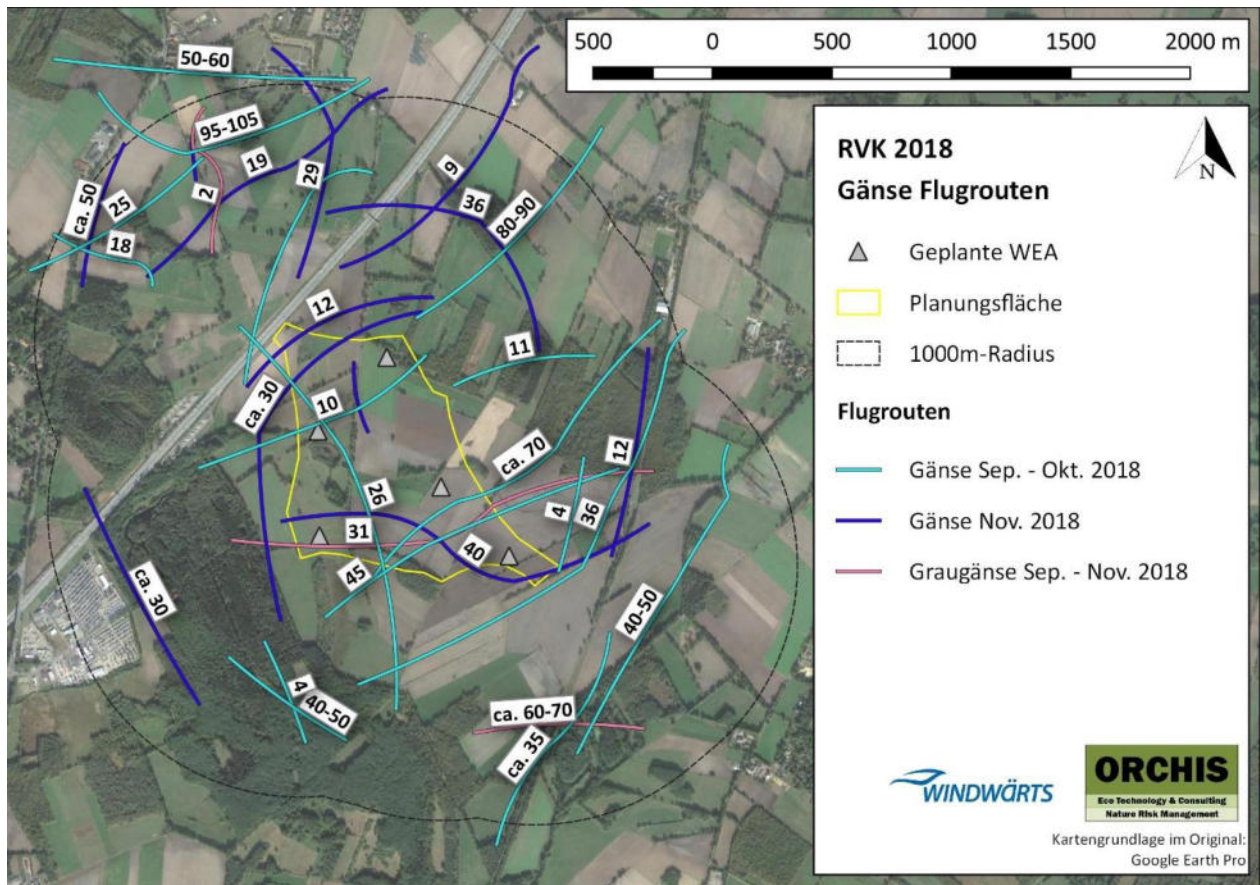 500 0 500 1000 1500 2000 m
RVK 2018
Gänse Flugrouten
N
Geplante WEA
Planungsfläche
1000m-Radius
Flugrouten
Gänse Sep. - Okt. 2018
Gänse Nov. 2018
Graugänse Sep. - Nov. 2018
WINDWÄRTS
ORCHIS
Eco Technology & Consulting
Nature Risk Management
Kartengrundlage im Original:
Google Earth Pro
50-60
95-105
19
29
9
36
80-90
ca. 50
25
2
18
12
11
ca. 30
10
ca. 70
12
26
4
36
31
40
45
ca. 30
40-50
4
40-50
ca. 60-70
ca. 35